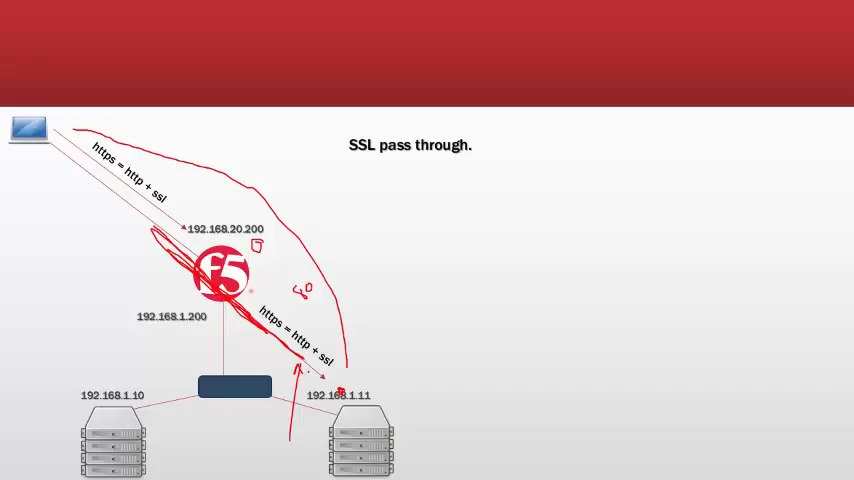 SSL pass through.
https = http + ssl
192.168.20.200
f5
192.168.1.200
https = http + ssl
192.168.1.10
192.168.1.11